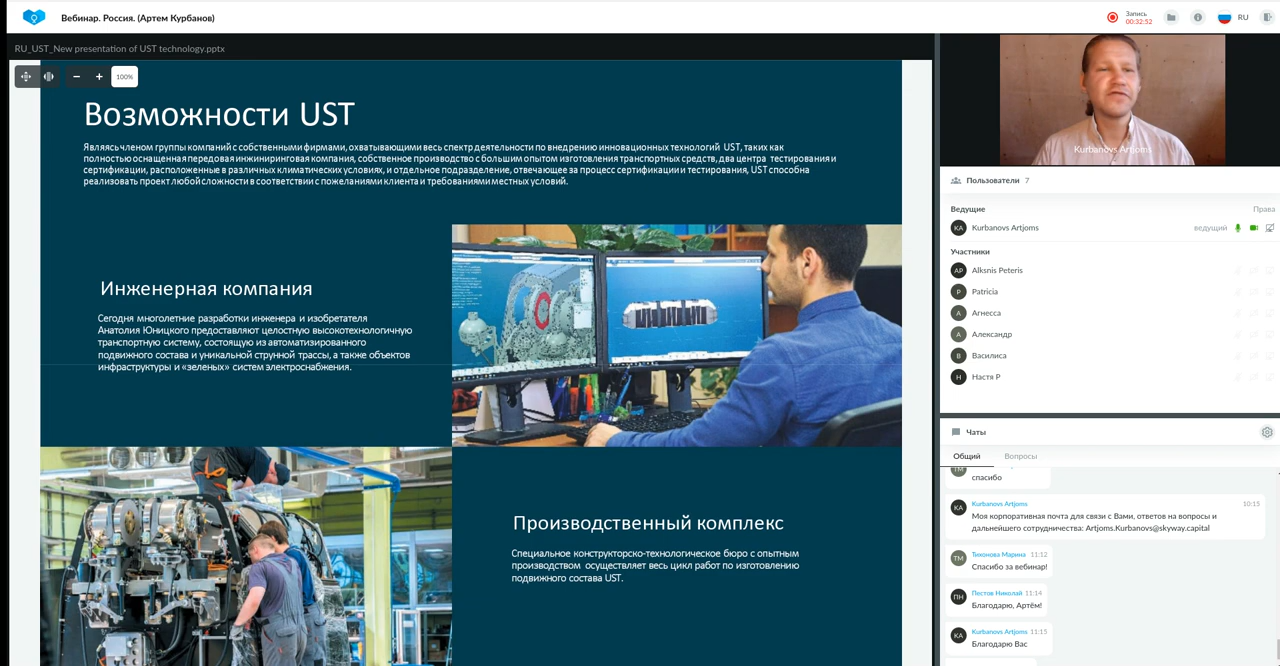 Вебинар. Россия. (Артем Курбанов)
Запись
00:32:52
RU
RU_UST_New presentation of UST technology.pptx
100%
Возможности UST
Являясь членом группы компаний с собственными фирмами, охватывающими весь спектр деятельности по внедрению инновационных технологий UST, таких как
полностью оснащенная передовая инжиниринговая компания, собственное производство с большим опытом изготовления транспортных средств, два центра тестирования и
сертификации, расположенные в различных климатических условиях, и отдельное подразделение, отвечающее за процесс сертификации и тестирования, UST способна
реализовать проект любой сложности в соответствии с пожеланиями клиента и требованиями местных условий.
Инженерная компания
Сегодня многолетние разработки инженера и изобретателя
Анатолия Юницкого предоставляют целостную высокотехнологичную
транспортную систему, состоящую из автоматизированного
подвижного состава и уникальной струнной трассы, а также объектов
инфраструктуры и «зеленых» систем электроснабжения.
Производственный комплекс
Специальное конструкторско-технологическое бюро с опытным
производством осуществляет весь цикл работ по изготовлению
подвижного состава UST.
Kurbanovs Artjoms
Пользователи 7
Ведущие Права
KA Kurbanovs Artjoms ведущий
Участники
AP Alksnis Peteris
P Patricia
А Агнесса
А Александр
В Василиса
Н Настя Р
Чаты
Общий Вопросы
ТМ
спасибо
KA Kurbanovs Artjoms 10:15
Моя корпоративная почта для связи с Вами, ответов на вопросы и
дальнейшего сотрудничества: Artjoms.Kurbanovs@skyway.capital
ТМ Тихонова Марина 11:12
Спасибо за вебинар!
ПН Пестов Николай 11:14
Благодарю, Артём!
KA Kurbanovs Artjoms 11:15
Благодарю Вас